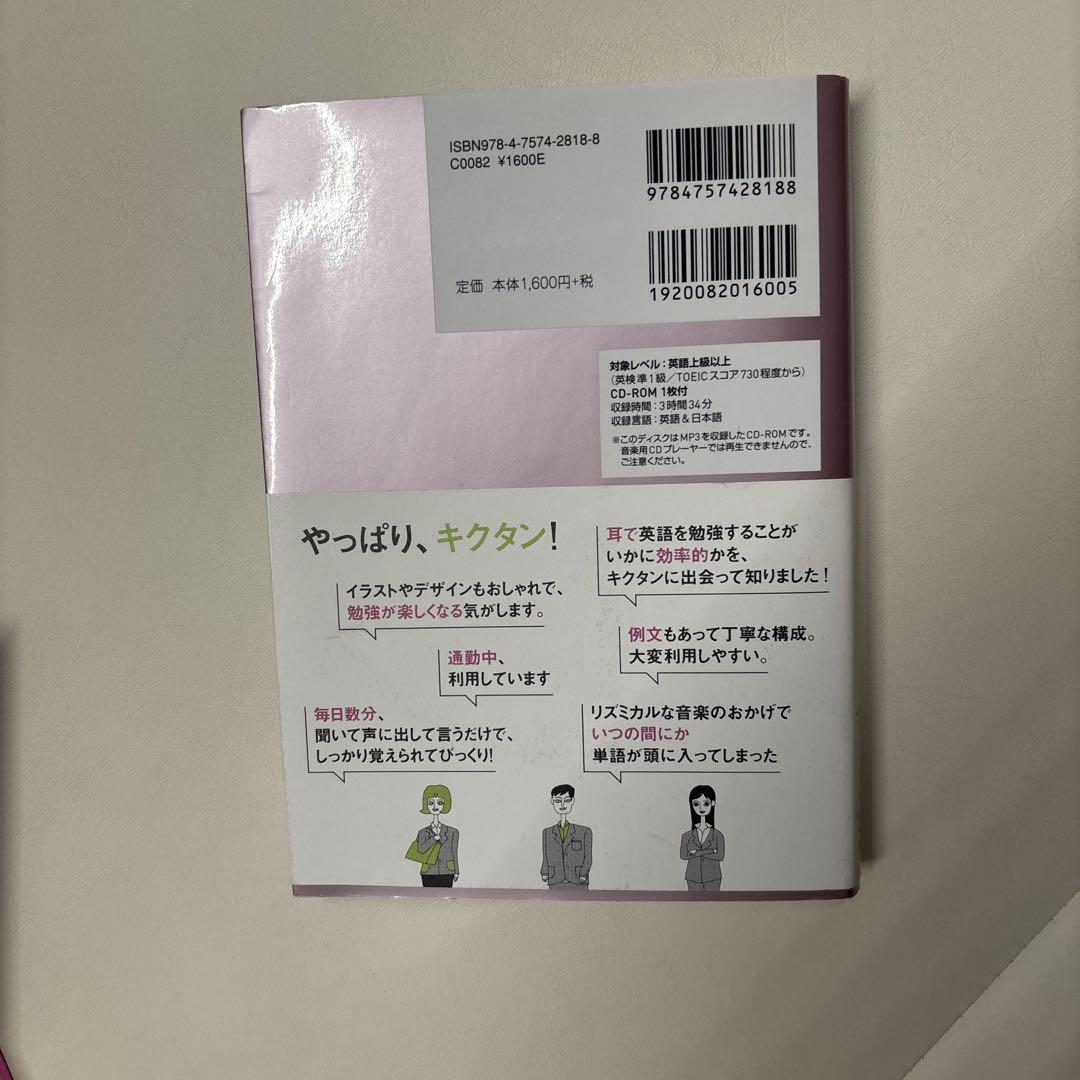 ISBN978-4-7574-2818-8
C0082 ¥1600E
9784757428188
定価 本体1,600円+税
1920082016005
対象レベル：英語上級以上
（英検準1級／TOEICスコア730程度から）
CD-ROM 1枚付
収録時間：3時間34分
収録言語：英語＆日本語
※このディスクはMP3を収録したCD-ROMです。
音楽用CDプレーヤーでは再生できませんので、
ご注意ください。
やっぱり、キクタン！
耳で英語を勉強することが
いかに効率的かを、
キクタンに出会って知りました！
イラストやデザインもおしゃれで、
勉強が楽しくなる気がします。
例文もあって丁寧な構成。
大変利用しやすい。
通勤中、
利用しています
毎日数分、
聞いて声に出して言うだけで、
しっかり覚えられてびっくり！
リズミカルな音楽のおかげで
いつの間にか
単語が頭に入ってしまった